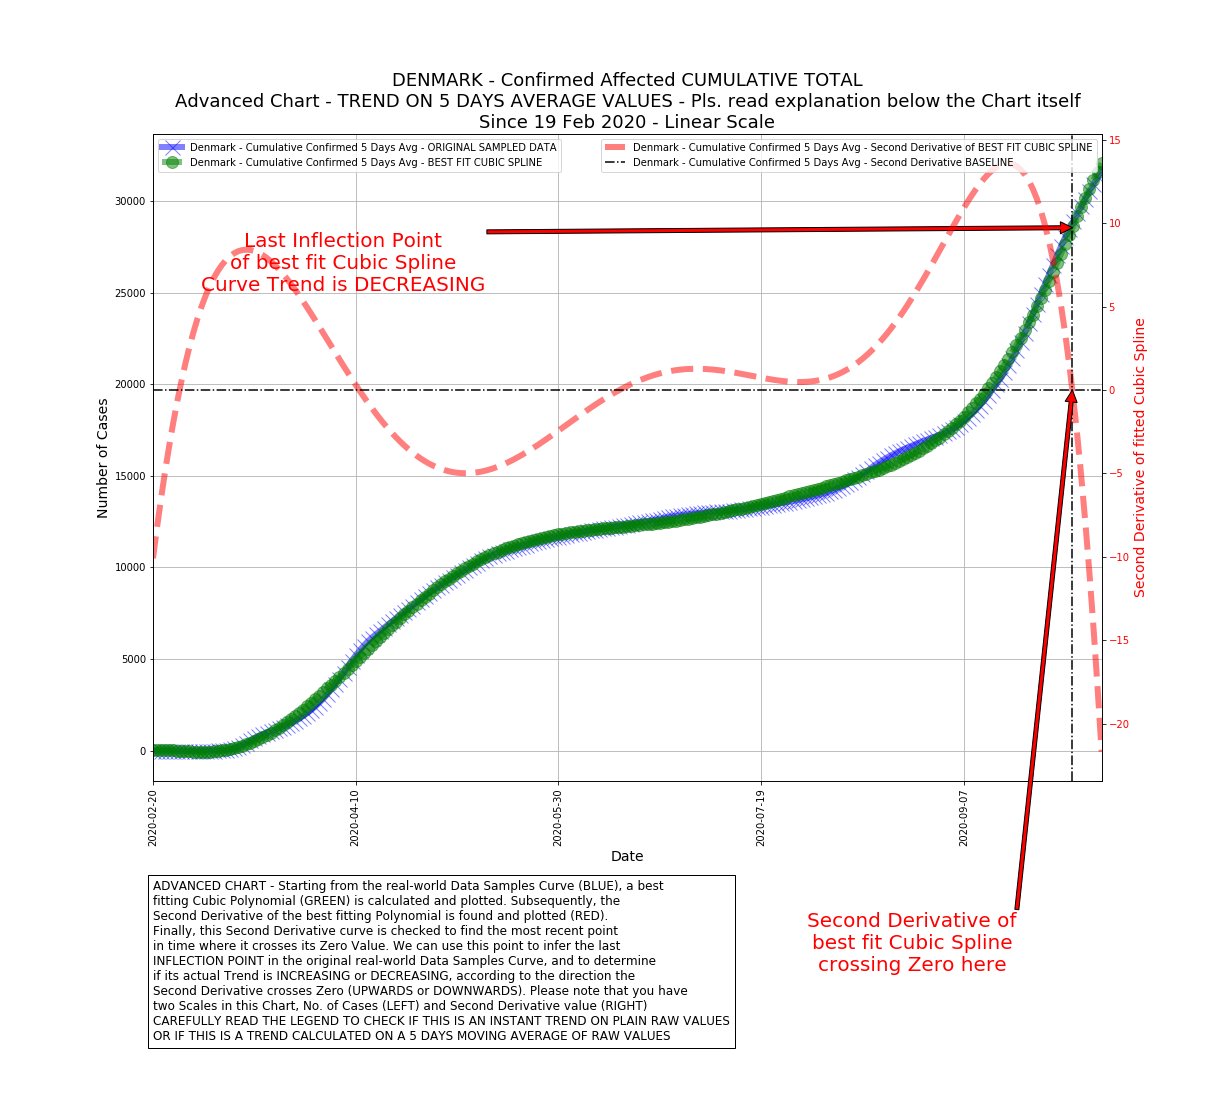 DENMARK - Confirmed Affected CUMULATIVE TOTAL
Advanced Chart - TREND ON 5 DAYS AVERAGE VALUES - Pls. read explanation below the Chart itself
Since 19 Feb 2020 - Linear Scale
Denmark - Cumulative Confirmed 5 Days Avg - ORIGINAL SAMPLED DATA
Denmark - Cumulative Confirmed 5 Days Avg - BEST FIT CUBIC SPLINE
Denmark - Cumulative Confirmed 5 Days Avg - Second Derivative of BEST FIT CUBIC SPLINE
Denmark - Cumulative Confirmed 5 Days Avg - Second Derivative BASELINE
Last Inflection Point
of best fit Cubic Spline
Curve Trend is DECREASING
Number of Cases
30000
25000
20000
15000
10000
5000
0
15
10
5
0
−5
−10
−15
−20
Second Derivative of fitted Cubic Spline
2020-02-20
2020-04-10
2020-05-30
2020-07-19
2020-09-07
Date
ADVANCED CHART - Starting from the real-world Data Samples Curve (BLUE), a best
fitting Cubic Polynomial (GREEN) is calculated and plotted. Subsequently, the
Second Derivative of the best fitting Polynomial is found and plotted (RED).
Finally, this Second Derivative curve is checked to find the most recent point
in time where it crosses its Zero Value. We can use this point to infer the last
INFLECTION POINT in the original real-world Data Samples Curve, and to determine
if its actual Trend is INCREASING or DECREASING, according to the direction the
Second Derivative crosses Zero (UPWARDS or DOWNWARDS). Please note that you have
two Scales in this Chart, No. of Cases (LEFT) and Second Derivative value (RIGHT)
CAREFULLY READ THE LEGEND TO CHECK IF THIS IS AN INSTANT TREND ON PLAIN RAW VALUES
OR IF THIS IS A TREND CALCULATED ON A 5 DAYS MOVING AVERAGE OF RAW VALUES
Second Derivative of
best fit Cubic Spline
crossing Zero here